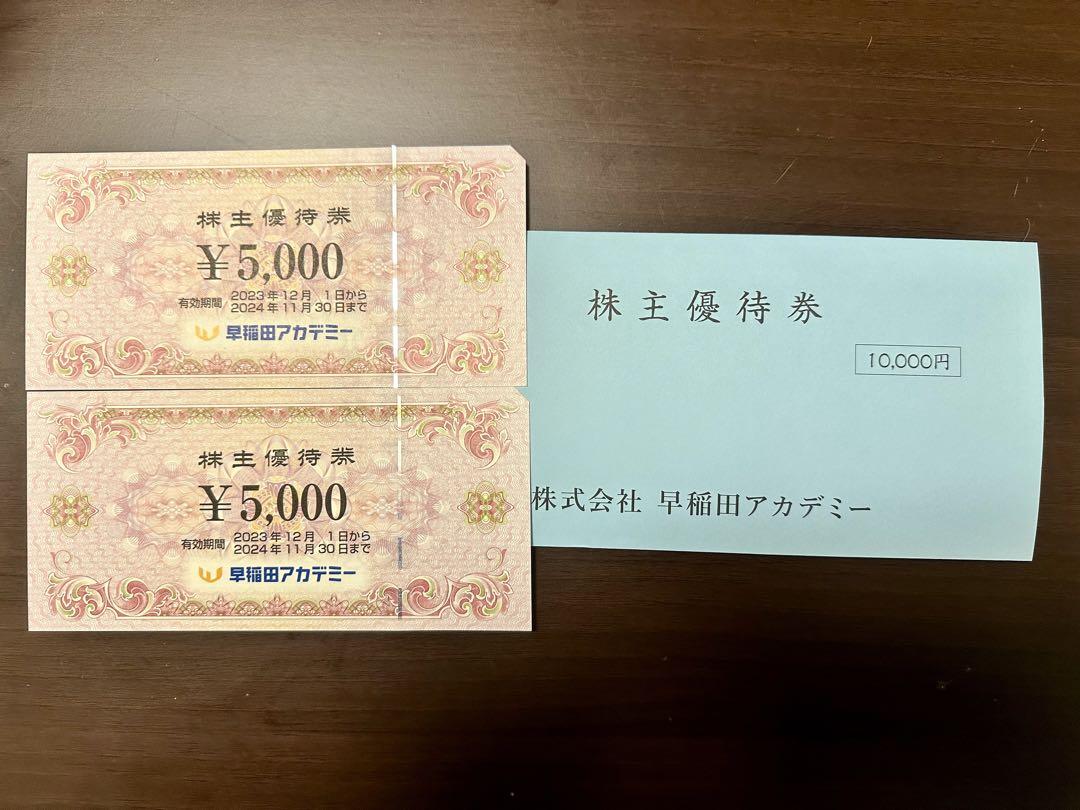 株主優待券
¥5,000
有効期間 2023年12月 1日から
2024年11月30日まで
早稲田アカデミー
株主優待券
¥5,000
有効期間 2023年12月 1日から
2024年11月30日まで
早稲田アカデミー
株主優待券
10,000円
株式会社 早稲田アカデミー